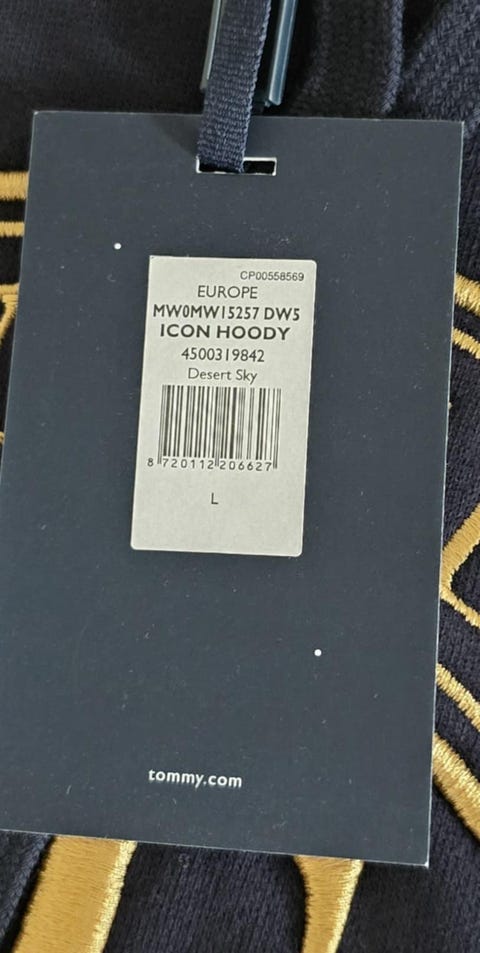 CP00558569
EUROPE
MW0MW15257 DW5
ICON HOODY
4500319842
Desert Sky
8 720112 206627
L
tommy.com